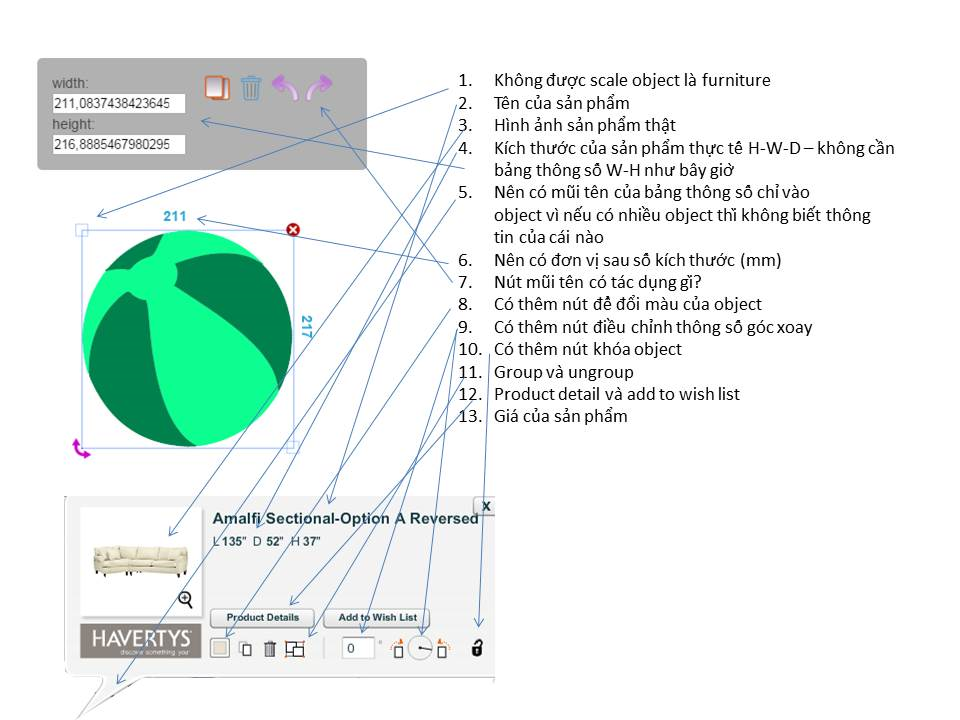 width:
211,0837438423645
height:
216,8885467980295
211
217
1. Không được scale object là furniture
2. Tên của sản phẩm
3. Hình ảnh sản phẩm thật
4. Kích thước của sản phẩm thực tế H-W-D – không cần
bảng thông số W-H như bây giờ
5. Nên có mũi tên của bảng thông số chỉ vào
object vì nếu có nhiều object thì không biết thông
tin của cái nào
6. Nên có đơn vị sau số kích thước (mm)
7. Nút mũi tên có tác dụng gì?
8. Có thêm nút để đổi màu của object
9. Có thêm nút điều chỉnh thông số góc xoay
10. Có thêm nút khóa object
11. Group và ungroup
12. Product detail và add to wish list
13. Giá của sản phẩm
X
Amalfi Sectional-Option A Reversed
L 135" D 52" H 37"
Product Details
Add to Wish List
HAVERTYS
discover something you
0 °